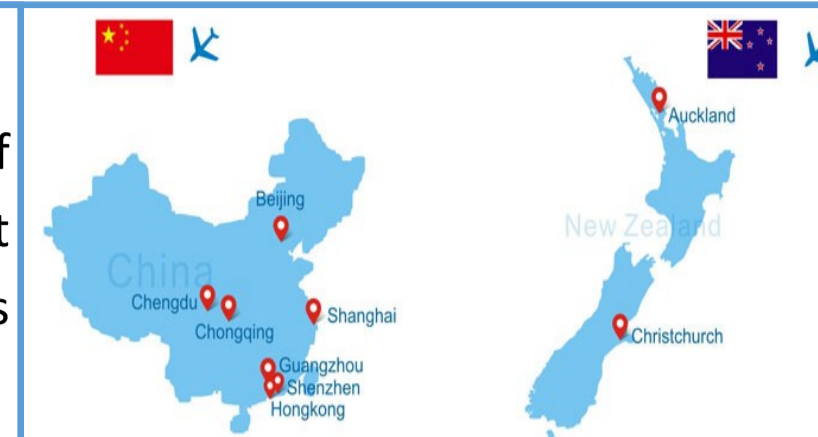 f
t
s
Beijing
China
Chengdu
Chongqing
Shanghai
Guangzhou
Shenzhen
Hongkong
Auckland
New Zealand
Christchurch